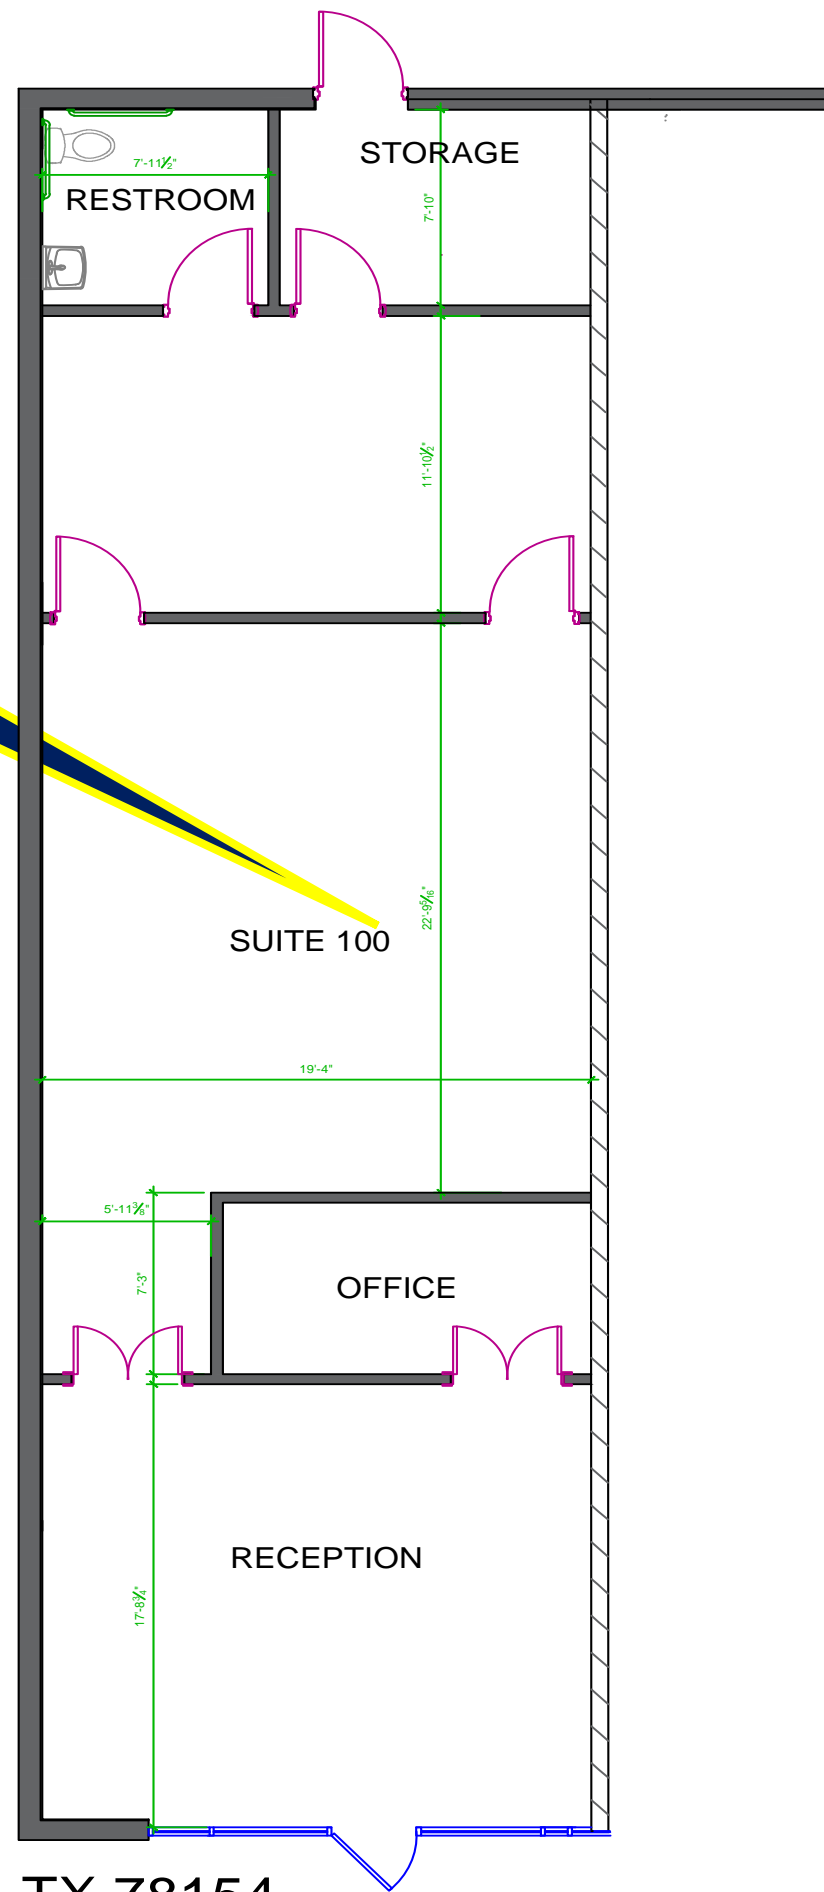 STORAGE
7'-11½"
RESTROOM
7'-10"
11'-10½"
22'-9⁵⁄₁₆"
SUITE 100
19'-4"
5'-11⅜"
7'-3"
OFFICE
RECEPTION
17'-8¾"
TX 78154